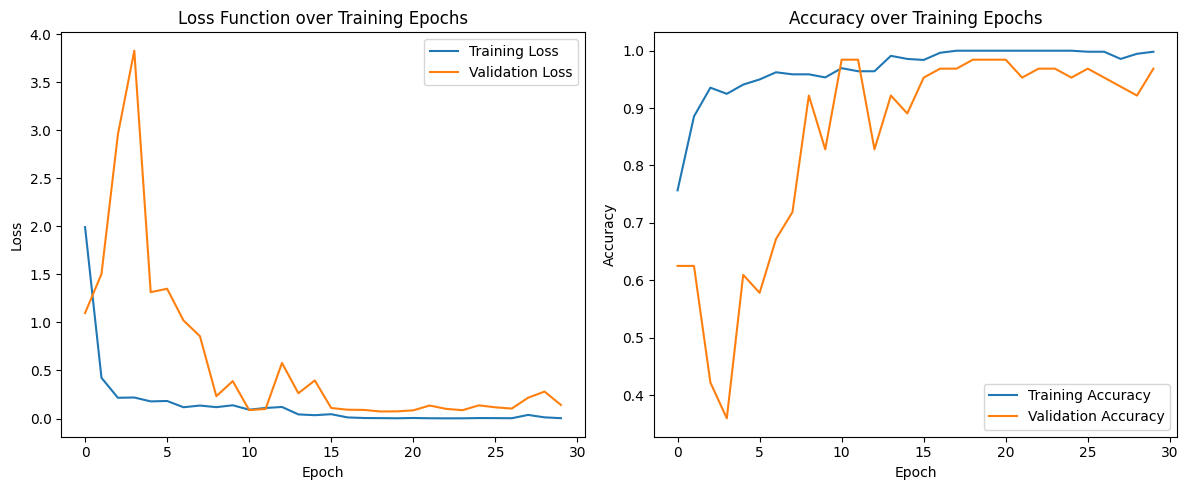 Loss Function over Training Epochs
4.0
3.5
3.0
2.5
2.0
1.5
1.0
0.5
0.0
Loss
Training Loss
Validation Loss
0 5 10 15 20 25 30
Epoch
Accuracy over Training Epochs
1.0
0.9
0.8
0.7
0.6
0.5
0.4
Accuracy
Training Accuracy
Validation Accuracy
0 5 10 15 20 25 30
Epoch